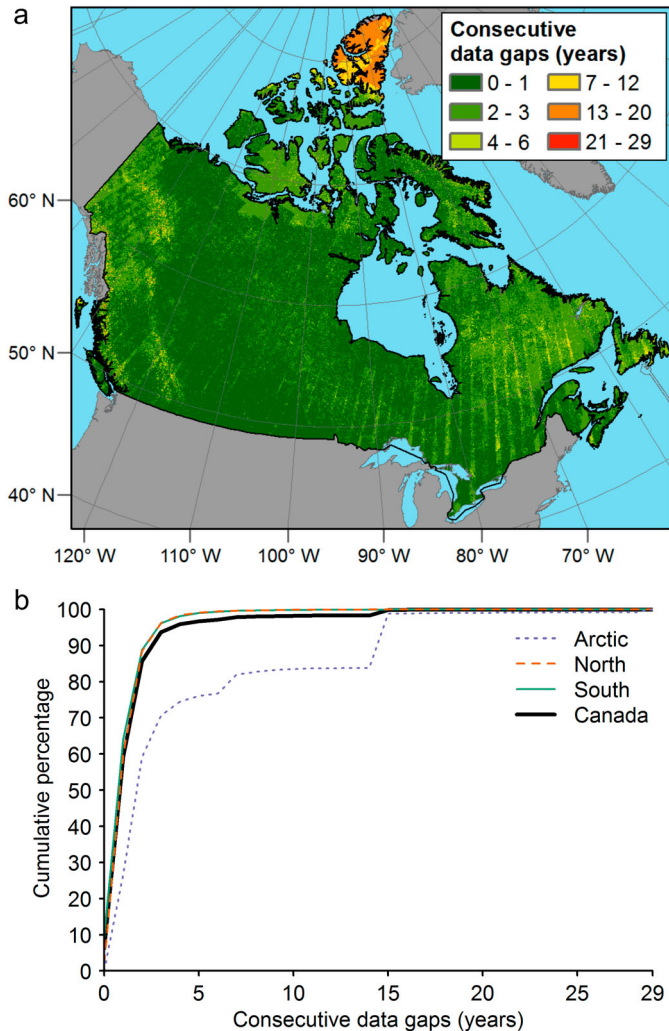 a
Consecutive
data gaps (years)
0 - 1
7 - 12
2 - 3
13 - 20
4 - 6
21 - 29
60° N
50° N
40° N
120° W
110° W
100° W
90° W
80° W
70° W
b
100
90
80
70
60
50
40
30
20
10
0
Cumulative percentage
Arctic
North
South
Canada
0
5
10
15
20
25
29
Consecutive data gaps (years)